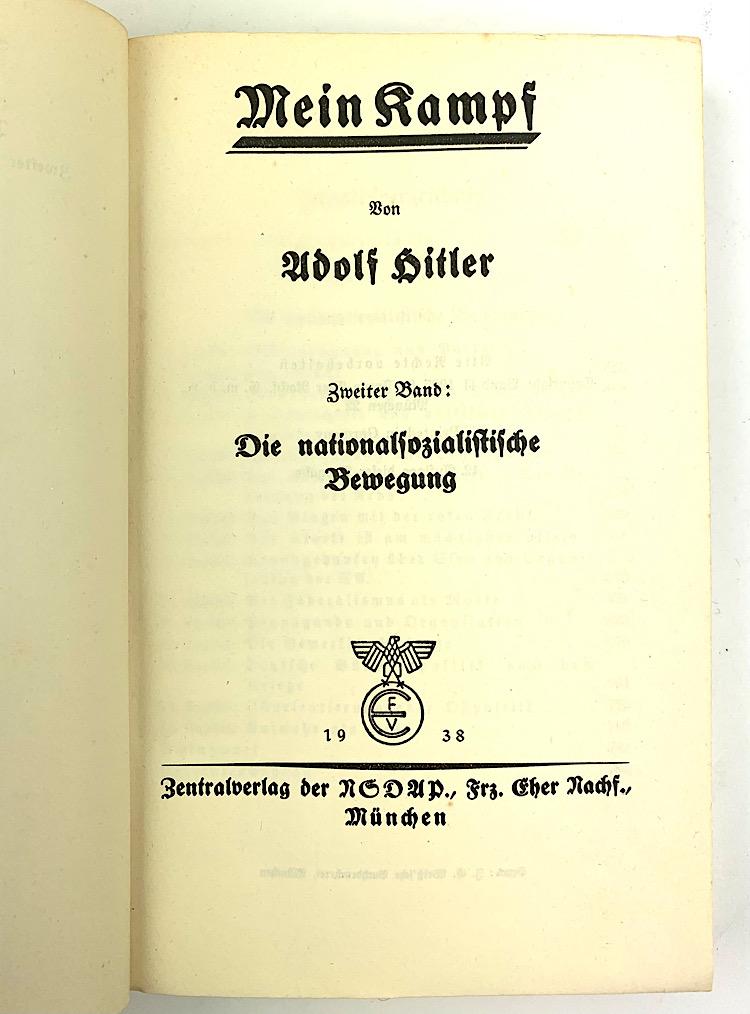 Mein Kampf
Von
Adolf Hitler
Zweiter Band:
Die nationalsozialistische
Bewegung
F
E
V
19 38
Zentralverlag der NSDAP., Frz. Eher Nachf.,
München